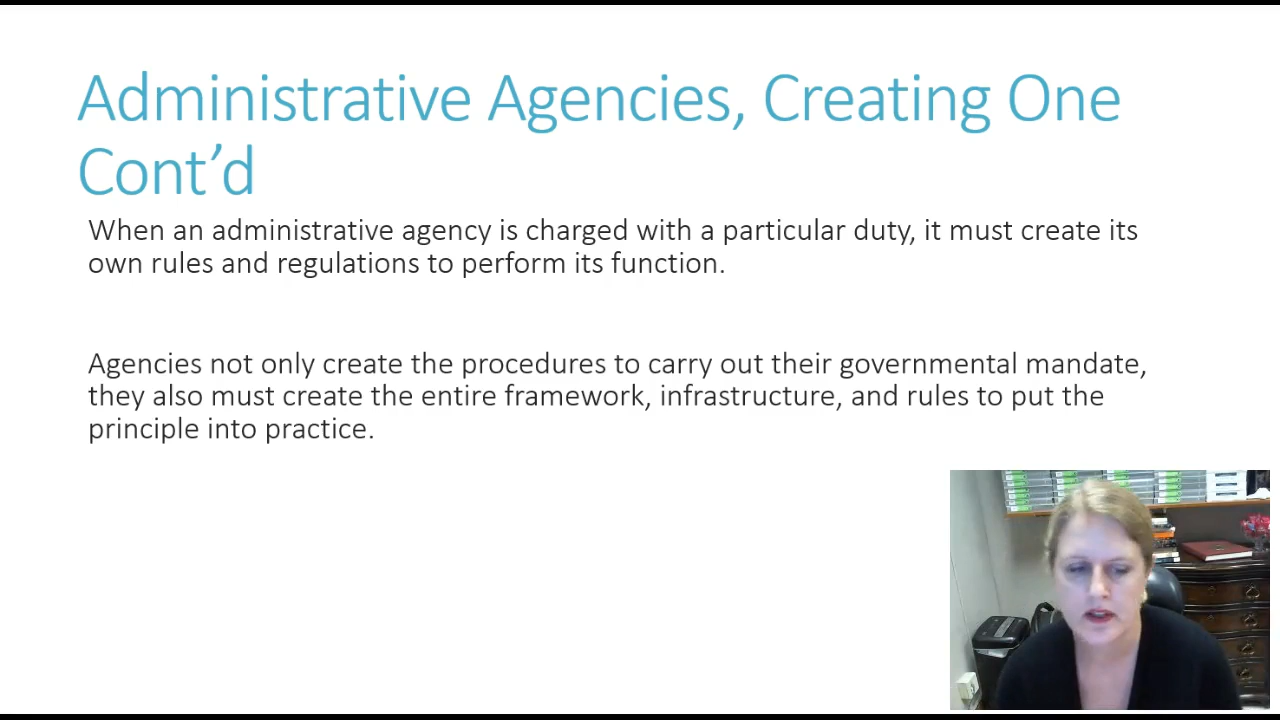 Administrative Agencies, Creating One
Cont’d
When an administrative agency is charged with a particular duty, it must create its
own rules and regulations to perform its function.
Agencies not only create the procedures to carry out their governmental mandate,
they also must create the entire framework, infrastructure, and rules to put the
principle into practice.